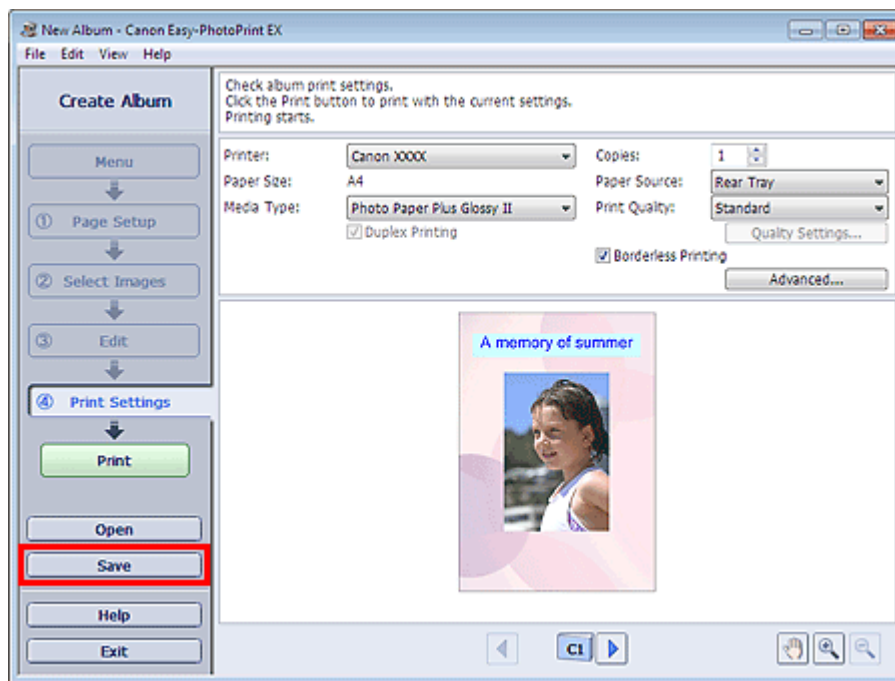 New Album - Canon Easy-PhotoPrint EX
File Edit View Help
Create Album
Menu
① Page Setup
② Select Images
③ Edit
④ Print Settings
Print
Open
Save
Help
Exit
Check album print settings.
Click the Print button to print with the current settings.
Printing starts.
Printer: Canon XXXX
Copies: 1
Paper Size: A4
Paper Source: Rear Tray
Media Type: Photo Paper Plus Glossy II
Print Quality: Standard
Duplex Printing
Quality Settings...
Borderless Printing
Advanced...
A memory of summer
C1